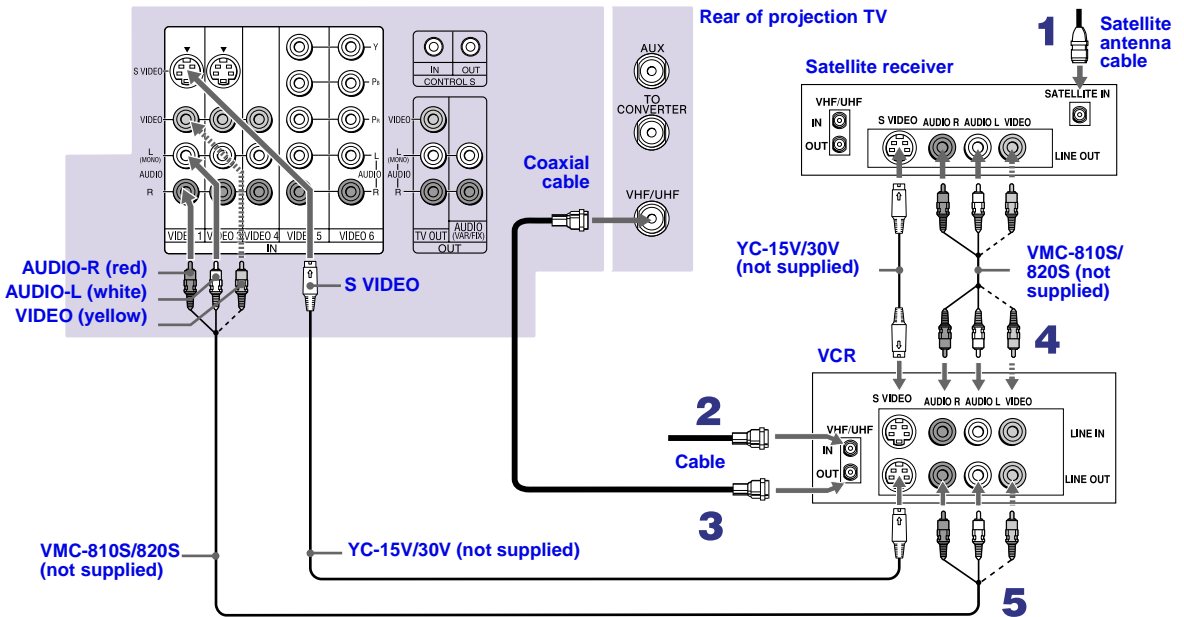 Rear of projection TV
S VIDEO
VIDEO
L
(MONO)
AUDIO
R
Y
PB
PR
L
AUDIO
R
VIDEO 1
VIDEO 3
VIDEO 4
VIDEO 5
VIDEO 6
IN
IN
OUT
CONTROL S
VIDEO
L
(MONO)
AUDIO
R
TV OUT
AUDIO
(VAR/FIX)
OUT
AUX
TO
CONVERTER
VHF/UHF
Coaxial
cable
AUDIO-R (red)
AUDIO-L (white)
VIDEO (yellow)
S VIDEO
1
Satellite
antenna
cable
Satellite receiver
SATELLITE IN
VHF/UHF
IN
OUT
S VIDEO
AUDIO R
AUDIO L
VIDEO
LINE OUT
YC-15V/30V
(not supplied)
VMC-810S/
820S (not
supplied)
4
VCR
S VIDEO
AUDIO R
AUDIO L
VIDEO
VHF/UHF
IN
OUT
LINE IN
LINE OUT
2
Cable
3
VMC-810S/820S
(not supplied)
YC-15V/30V (not supplied)
5